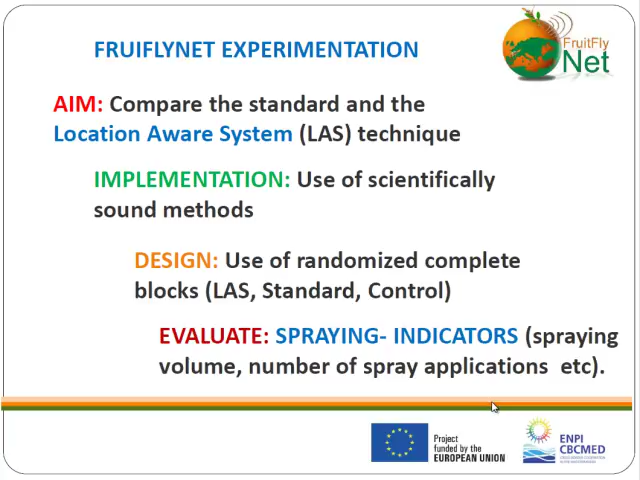 FRUIFLYNET EXPERIMENTATION
FruitFly
Net
AIM: Compare the standard and the
Location Aware System (LAS) technique
IMPLEMENTATION: Use of scientifically
sound methods
DESIGN: Use of randomized complete
blocks (LAS, Standard, Control)
EVALUATE: SPRAYING- INDICATORS (spraying
volume, number of spray applications etc).
Project
funded by the
EUROPEAN UNION
ENPI
CBCMED